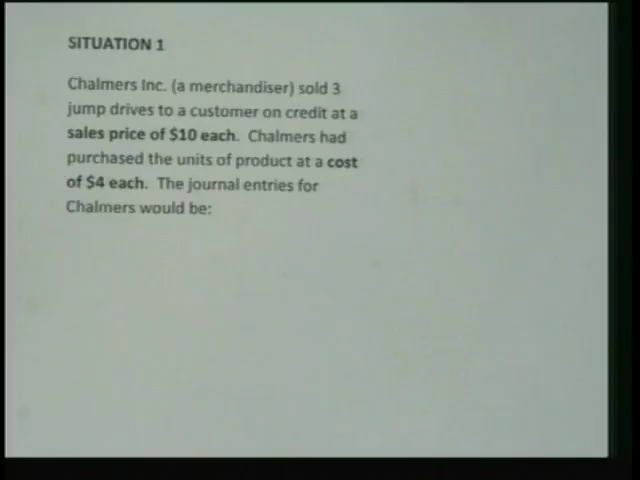 SITUATION 1
Chalmers Inc. (a merchandiser) sold 3
jump drives to a customer on credit at a
sales price of $10 each. Chalmers had
purchased the units of product at a cost
of $4 each. The journal entries for
Chalmers would be: